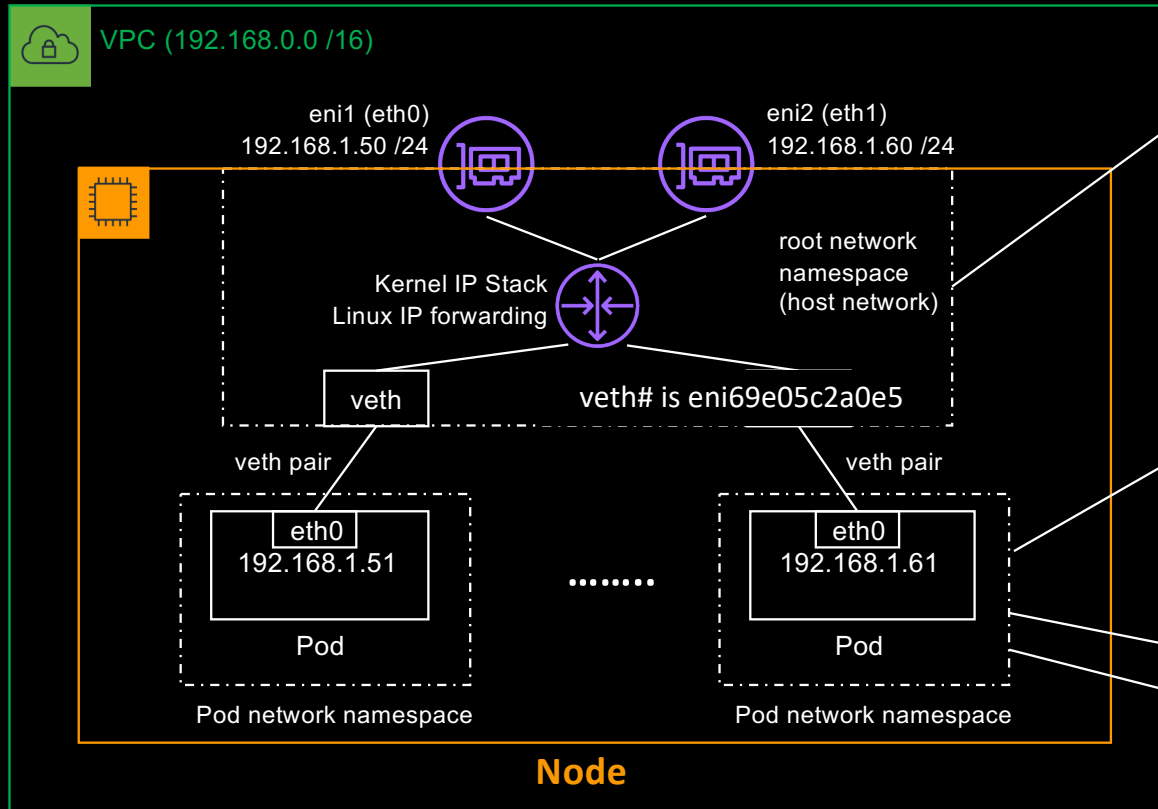 VPC (192.168.0.0 /16)
eni1 (eth0)
192.168.1.50 /24
eni2 (eth1)
192.168.1.60 /24
root network
namespace
(host network)
Kernel IP Stack
Linux IP forwarding
veth
veth# is eni69e05c2a0e5
veth pair
veth pair
eth0
192.168.1.51
Pod
Pod network namespace
........
eth0
192.168.1.61
Pod
Pod network namespace
Node